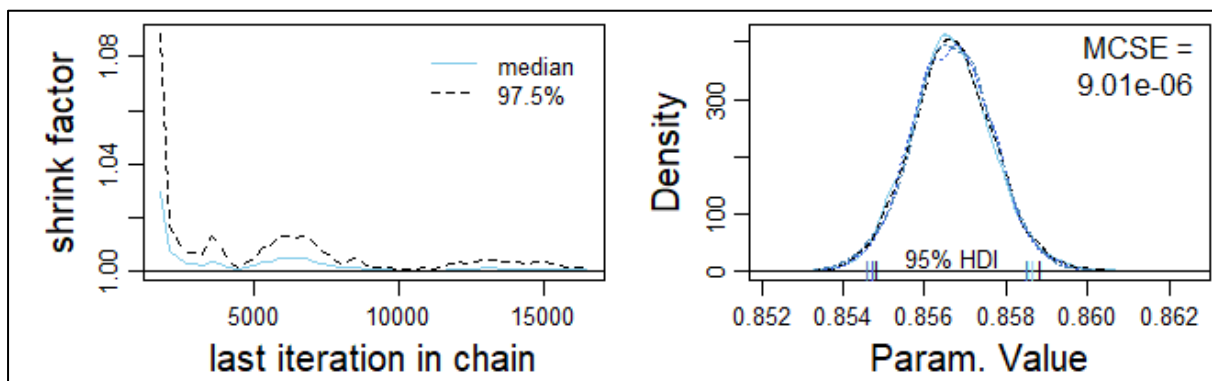 shrink factor
1.00 1.04 1.08
median
97.5%
5000 10000 15000
last iteration in chain
Density
0 100 300
MCSE =
9.01e-06
95% HDI
0.852 0.854 0.856 0.858 0.860 0.862
Param. Value